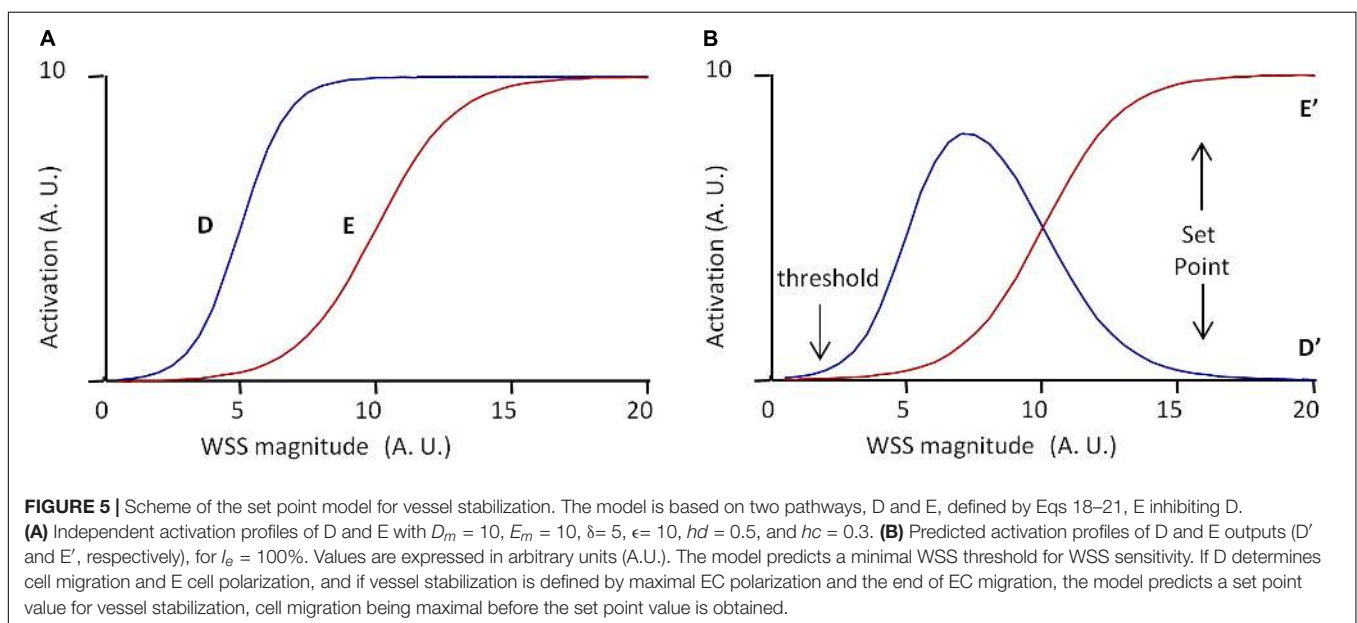 A
10
Activation (A. U.)
D
E
0 5 10 15 20
WSS magnitude (A. U.)
B
10
Activation (A. U.)
threshold
E’
Set
Point
D’
0 5 10 15 20
WSS magnitude (A. U.)
FIGURE 5 | Scheme of the set point model for vessel stabilization. The model is based on two pathways, D and E, defined by Eqs 18–21, E inhibiting D.
(A) Independent activation profiles of D and E with Dm = 10, Em = 10, δ= 5, ϵ= 10, hd = 0.5, and hc = 0.3. (B) Predicted activation profiles of D and E outputs (D′
and E′, respectively), for Ie = 100%. Values are expressed in arbitrary units (A.U.). The model predicts a minimal WSS threshold for WSS sensitivity. If D determines
cell migration and E cell polarization, and if vessel stabilization is defined by maximal EC polarization and the end of EC migration, the model predicts a set point
value for vessel stabilization, cell migration being maximal before the set point value is obtained.